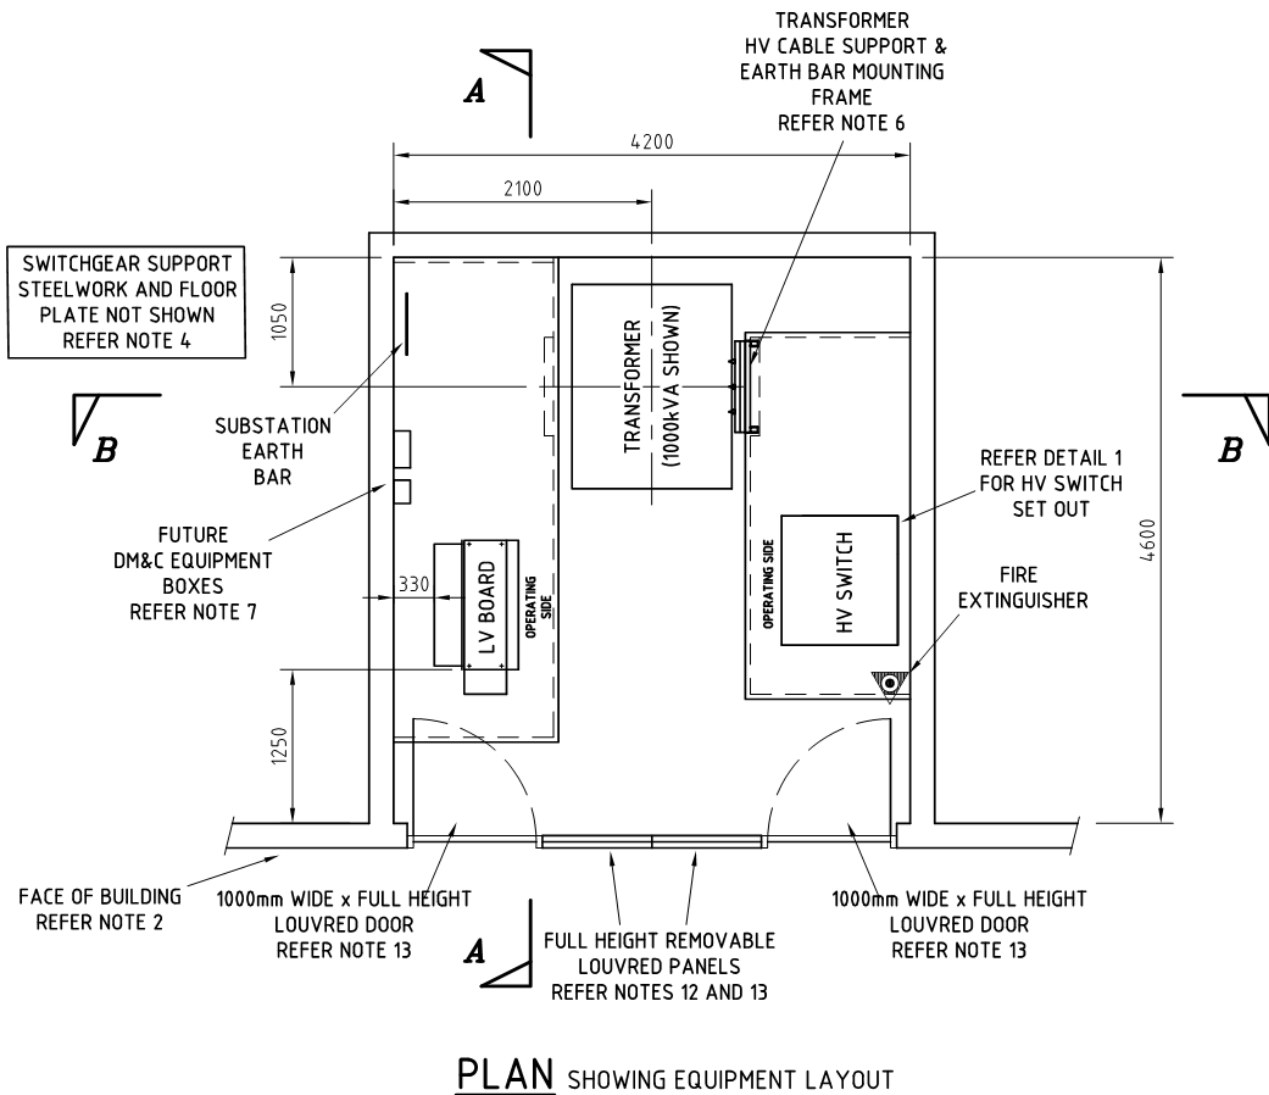 TRANSFORMER
HV CABLE SUPPORT &
EARTH BAR MOUNTING
FRAME
REFER NOTE 6
A
4200
2100
SWITCHGEAR SUPPORT
STEELWORK AND FLOOR
PLATE NOT SHOWN
REFER NOTE 4
1050
TRANSFORMER
(1000kVA SHOWN)
B
B
SUBSTATION
EARTH
BAR
REFER DETAIL 1
FOR HV SWITCH
SET OUT
4600
FUTURE
DM&C EQUIPMENT
BOXES
REFER NOTE 7
330
LV BOARD
OPERATING
SIDE
OPERATING SIDE
HV SWITCH
FIRE
EXTINGUISHER
1250
FACE OF BUILDING
REFER NOTE 2
1000mm WIDE x FULL HEIGHT
LOUVRED DOOR
REFER NOTE 13
A
FULL HEIGHT REMOVABLE
LOUVRED PANELS
REFER NOTES 12 AND 13
1000mm WIDE x FULL HEIGHT
LOUVRED DOOR
REFER NOTE 13
PLAN SHOWING EQUIPMENT LAYOUT